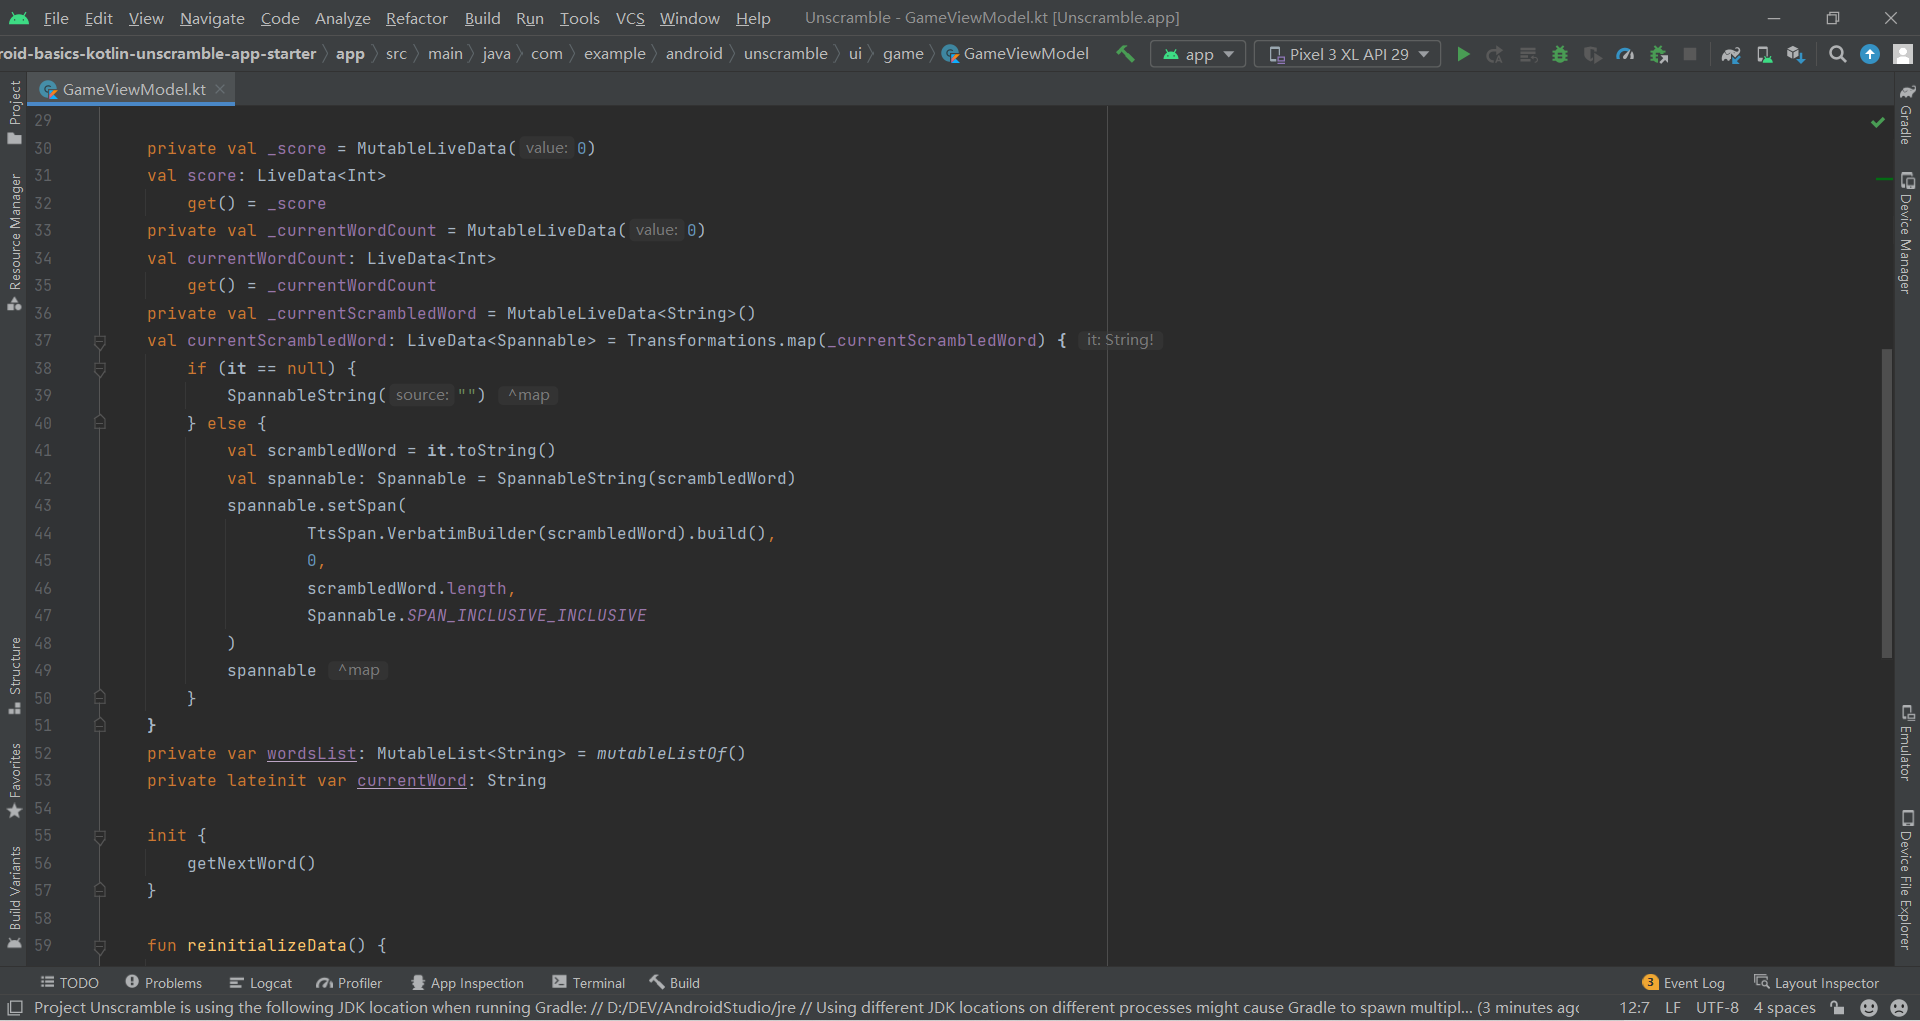 File Edit View Navigate Code Analyze Refactor Build Run Tools VCS Window Help Unscramble - GameViewModel.kt [Unscramble.app]
roid-basics-kotlin-unscramble-app-starter app src main java com example android unscramble ui game GameViewModel app Pixel 3 XL API 29
GameViewModel.kt
29
30 private val _score = MutableLiveData( value: 0)
31 val score: LiveData<Int>
32 get() = _score
33 private val _currentWordCount = MutableLiveData( value: 0)
34 val currentWordCount: LiveData<Int>
35 get() = _currentWordCount
36 private val _currentScrambledWord = MutableLiveData<String>()
37 val currentScrambledWord: LiveData<Spannable> = Transformations.map(_currentScrambledWord) { it: String!
38 if (it == null) {
39 SpannableString( source: "") ^map
40 } else {
41 val scrambledWord = it.toString()
42 val spannable: Spannable = SpannableString(scrambledWord)
43 spannable.setSpan(
44 TtsSpan.VerbatimBuilder(scrambledWord).build(),
45 0,
46 scrambledWord.length,
47 Spannable.SPAN_INCLUSIVE_INCLUSIVE
48 )
49 spannable ^map
50 }
51 }
52 private var wordsList: MutableList<String> = mutableListOf()
53 private lateinit var currentWord: String
54
55 init {
56 getNextWord()
57 }
58
59 fun reinitializeData() {
Project
Resource Manager
Structure
Favorites
Build Variants
Gradle
Device Manager
Emulator
Device File Explorer
TODO Problems Logcat Profiler App Inspection Terminal Build 3 Event Log Layout Inspector
Project Unscramble is using the following JDK location when running Gradle: // D:/DEV/AndroidStudio/jre // Using different JDK locations on different processes might cause Gradle to spawn multipl... (3 minutes ago 12:7 LF UTF-8 4 spaces